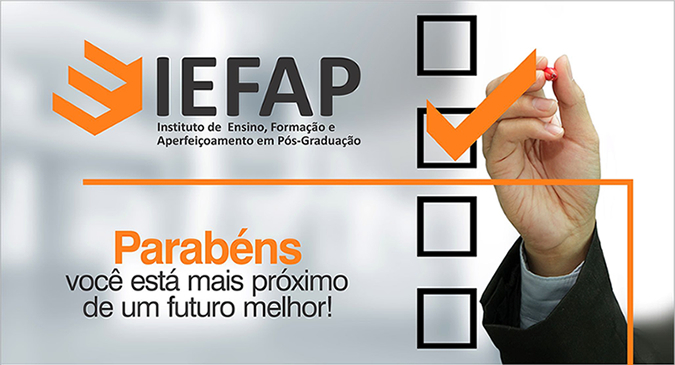 IEFAP
Instituto de Ensino, Formação e
Aperfeiçoamento em Pós-Graduação
Parabéns
você está mais próximo
de um futuro melhor!